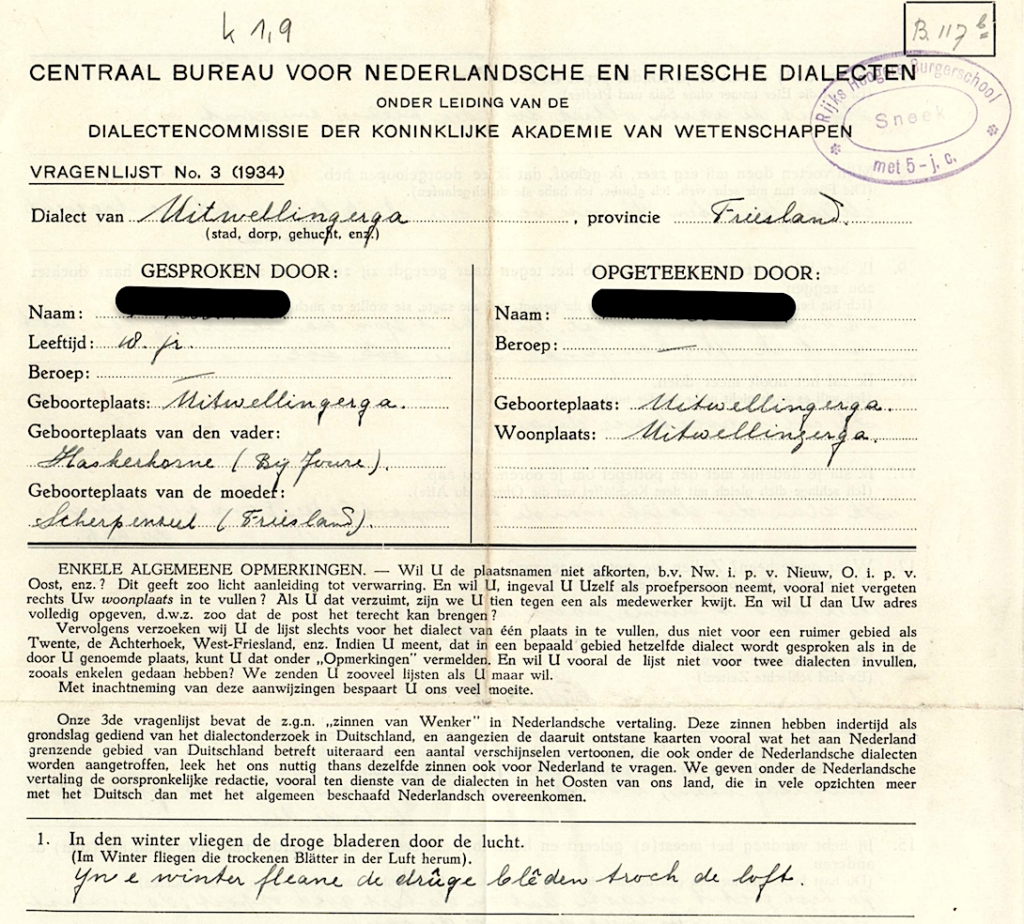 k 1,9
B. 117 b
CENTRAAL BUREAU VOOR NEDERLANDSCHE EN FRIESCHE DIALECTEN
ONDER LEIDING VAN DE
DIALECTENCOMMISSIE DER KONINKLIJKE AKADEMIE VAN WETENSCHAPPEN
Rijks Hoogere Burgerschool
Sneek
met 5-j. c.
VRAGENLIJST No. 3 (1934)
Dialect van Uitwellingerga, provincie Friesland.
(stad, dorp, gehucht, enz.)
GESPROKEN DOOR:
Naam:
Leeftijd: 18. jr.
Beroep: —
Geboorteplaats: Uitwellingerga.
Geboorteplaats van den vader:
Haskerhorne (Bij Joure).
Geboorteplaats van de moeder:
Scherpenzeel (Friesland).
OPGETEEKEND DOOR:
Naam:
Beroep: —
Geboorteplaats: Uitwellingerga.
Woonplaats: Uitwellingerga.
ENKELE ALGEMEENE OPMERKINGEN. — Wil U de plaatsnamen niet afkorten, b.v. Nw. i. p. v. Nieuw, O. i. p. v.
Oost, enz.? Dit geeft zoo licht aanleiding tot verwarring. En wil U, ingeval U Uzelf als proefpersoon neemt, vooral niet vergeten
rechts Uw woonplaats in te vullen? Als U dat verzuimt, zijn we U tien tegen een als medewerker kwijt. En wil U dan Uw adres
volledig opgeven, d.w.z. zoo dat de post het terecht kan brengen?
Vervolgens verzoeken wij U de lijst slechts voor het dialect van één plaats in te vullen, dus niet voor een ruimer gebied als
Twente, de Achterhoek, West-Friesland, enz. Indien U meent, dat in een bepaald gebied hetzelfde dialect wordt gesproken als in de
door U genoemde plaats, kunt U dat onder „Opmerkingen" vermelden. En wil U vooral de lijst niet voor twee dialecten invullen,
zooals enkelen gedaan hebben? We zenden U zooveel lijsten als U maar wil.
Met inachtneming van deze aanwijzingen bespaart U ons veel moeite.
Onze 3de vragenlijst bevat de z.g.n. „zinnen van Wenker" in Nederlandsche vertaling. Deze zinnen hebben indertijd als
grondslag gediend van het dialectonderzoek in Duitschland, en aangezien de daaruit ontstane kaarten vooral wat het aan Nederland
grenzende gebied van Duitschland betreft uiteraard een aantal verschijnselen vertoonen, die ook onder de Nederlandsche dialecten
worden aangetroffen, leek het ons nuttig thans dezelfde zinnen ook voor Nederland te vragen. We geven onder de Nederlandsche
vertaling de oorspronkelijke redactie, vooral ten dienste van de dialecten in het Oosten van ons land, die in vele opzichten meer
met het Duitsch dan met het algemeen beschaafd Nederlandsch overeenkomen.
1. In den winter vliegen de droge bladeren door de lucht.
(Im Winter fliegen die trockenen Blätter in der Luft herum).
Yn e winter fleane de drûge blêden troch de loft.